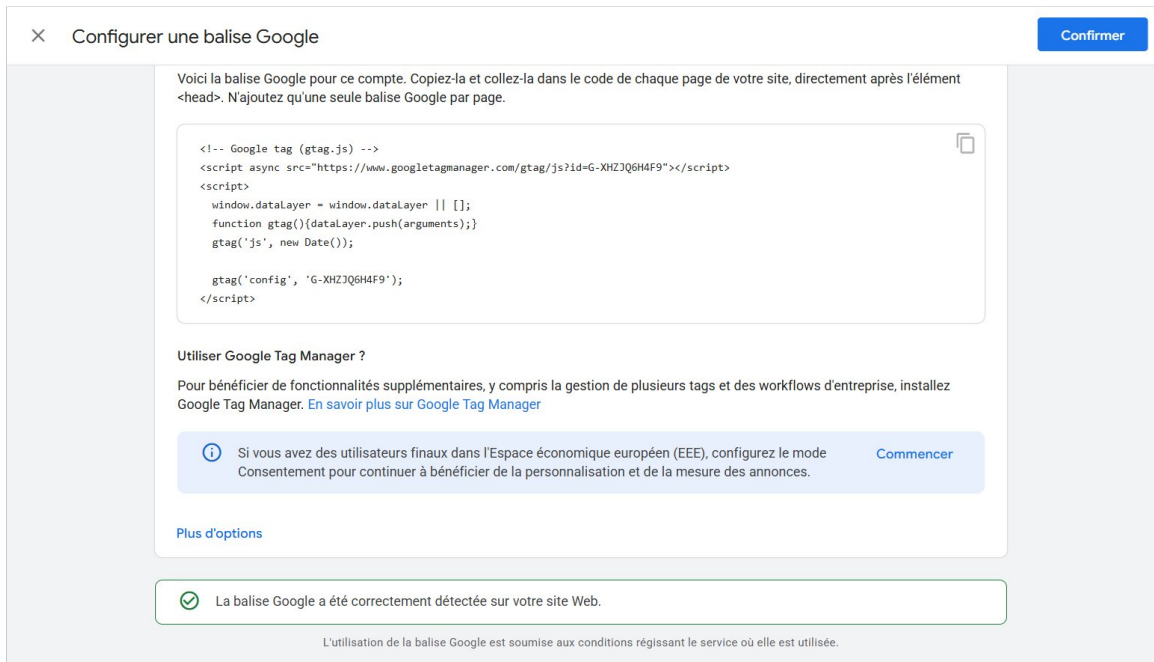 Configurer une balise Google
Confirmer
Voici la balise Google pour ce compte. Copiez-la et collez-la dans le code de chaque page de votre site, directement après l'élément
<head>. N'ajoutez qu'une seule balise Google par page.
<!-- Google tag (gtag.js) -->
<script async src="https://www.googletagmanager.com/gtag/js?id=G-XHZJQ6H4F9"></script>
<script>
  window.dataLayer = window.dataLayer || [];
  function gtag(){dataLayer.push(arguments);}
  gtag('js', new Date());
  gtag('config', 'G-XHZJQ6H4F9');
</script>
Utiliser Google Tag Manager ?
Pour bénéficier de fonctionnalités supplémentaires, y compris la gestion de plusieurs tags et des workflows d'entreprise, installez
Google Tag Manager. En savoir plus sur Google Tag Manager
Si vous avez des utilisateurs finaux dans l'Espace économique européen (EEE), configurez le mode
Consentement pour continuer à bénéficier de la personnalisation et de la mesure des annonces.
Commencer
Plus d'options
La balise Google a été correctement détectée sur votre site Web.
L'utilisation de la balise Google est soumise aux conditions régissant le service où elle est utilisée.